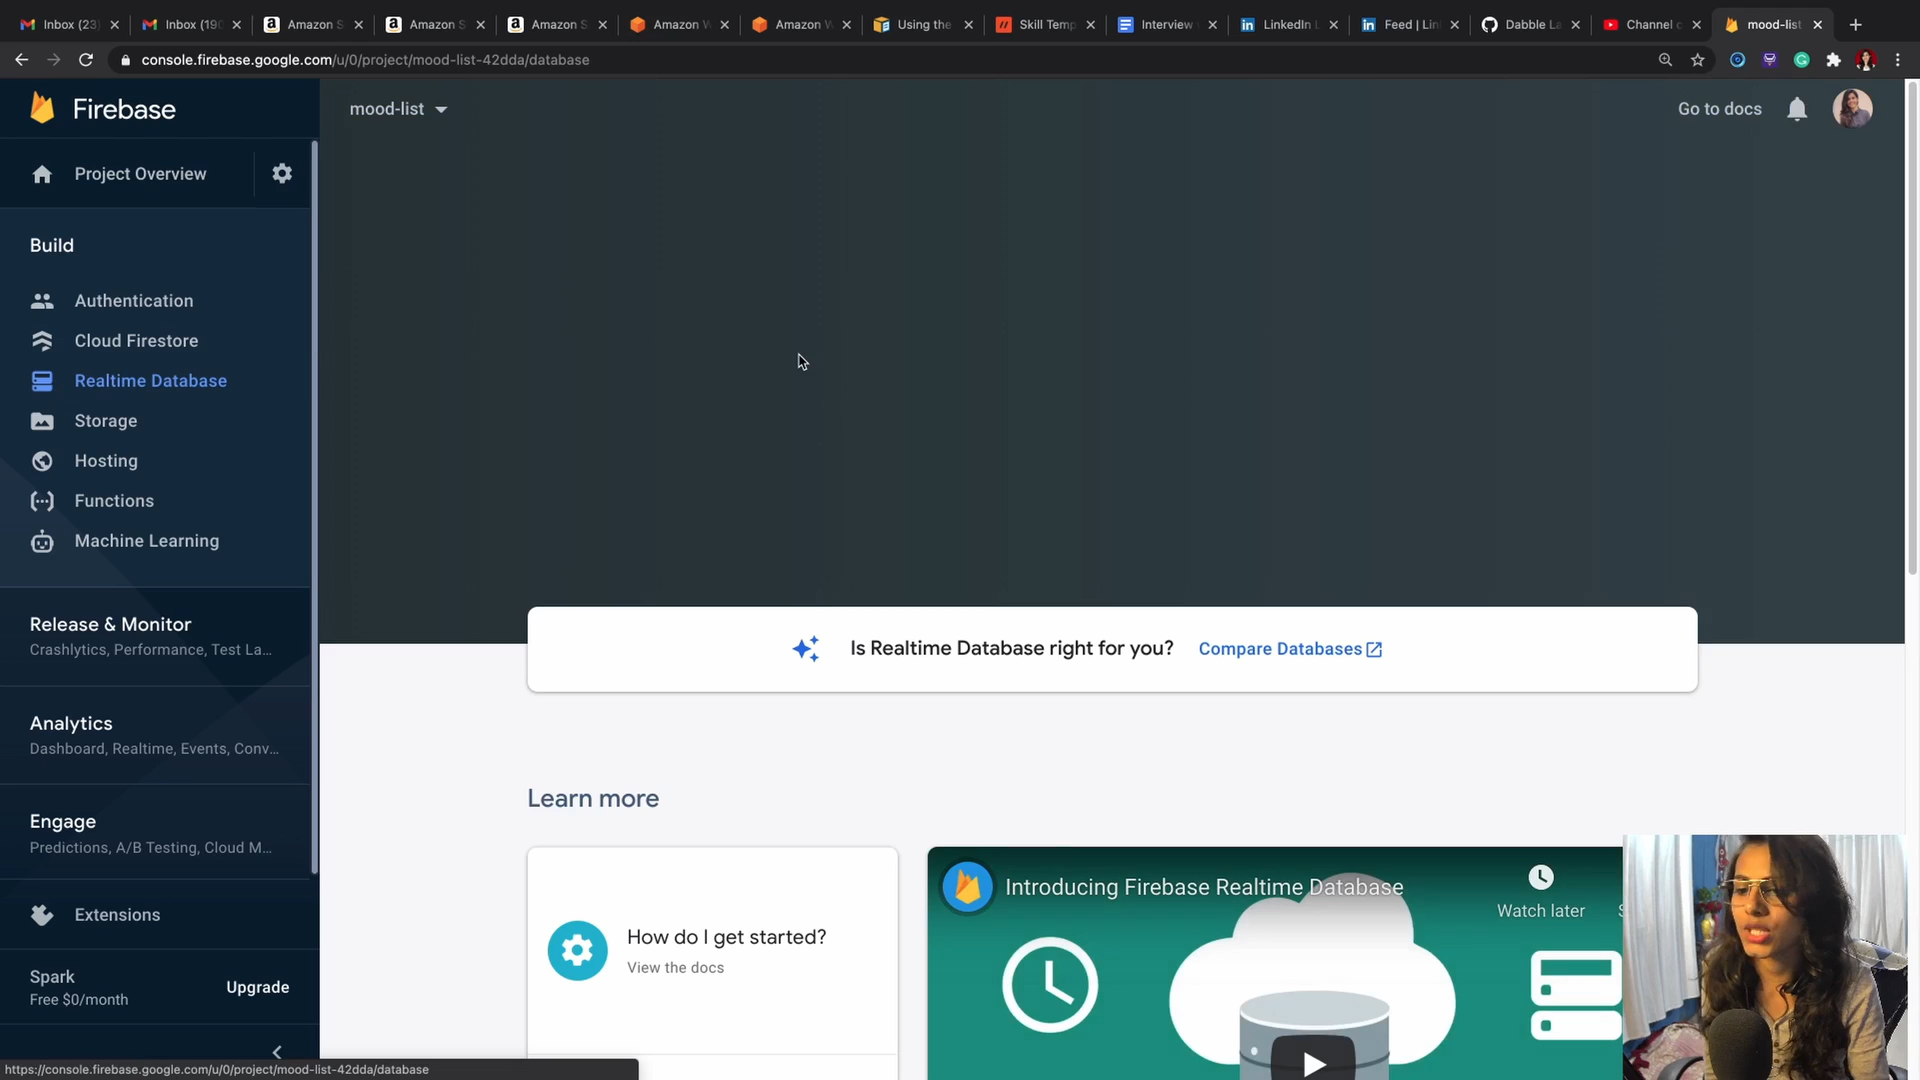 Inbox (23)
Inbox (190
Amazon S
Amazon S
Amazon S
Amazon W
Amazon W
Using the
Skill Temp
Interview
LinkedIn L
Feed | Lin
Dabble La
Channel c
mood-list
console.firebase.google.com/u/0/project/mood-list-42dda/database
Firebase
mood-list
Go to docs
Project Overview
Build
Authentication
Cloud Firestore
Realtime Database
Storage
Hosting
Functions
Machine Learning
Release & Monitor
Crashlytics, Performance, Test La...
Is Realtime Database right for you? Compare Databases
Analytics
Dashboard, Realtime, Events, Conv...
Learn more
Engage
Predictions, A/B Testing, Cloud M...
Introducing Firebase Realtime Database
Watch later
Extensions
How do I get started?
View the docs
Spark
Free $0/month
Upgrade
https://console.firebase.google.com/u/0/project/mood-list-42dda/database